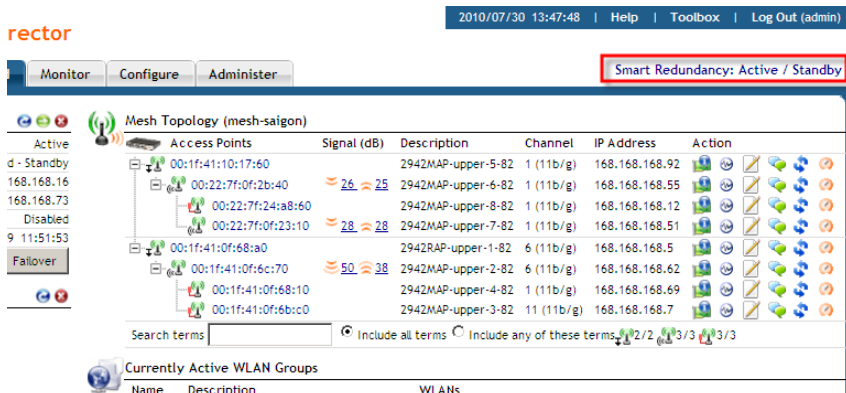 2010/07/30 13:47:48 | Help | Toolbox | Log Out (admin)
rector
Monitor Configure Administer
Smart Redundancy: Active / Standby
Active
d - Standby
168.168.16
168.168.73
Disabled
9 11:51:53
Failover
Mesh Topology (mesh-saigon)
Access Points Signal (dB) Description Channel IP Address Action
00:1f:41:10:17:60 2942MAP-upper-5-82 1 (11b/g) 168.168.168.92
00:22:7f:0f:2b:40 26 25 2942MAP-upper-6-82 1 (11b/g) 168.168.168.55
00:22:7f:24:a8:60 2942MAP-upper-8-82 1 (11b/g) 168.168.168.12
00:22:7f:0f:23:10 28 28 2942MAP-upper-7-82 1 (11b/g) 168.168.168.51
00:1f:41:0f:68:a0 2942RAP-upper-1-82 6 (11b/g) 168.168.168.5
00:1f:41:0f:6c:70 50 38 2942MAP-upper-2-82 6 (11b/g) 168.168.168.62
00:1f:41:0f:68:10 2942MAP-upper-4-82 1 (11b/g) 168.168.168.69
00:1f:41:0f:6b:c0 2942MAP-upper-3-82 11 (11b/g) 168.168.168.7
Search terms Include all terms Include any of these terms 2/2 3/3 3/3
Currently Active WLAN Groups
Name Description WLANs